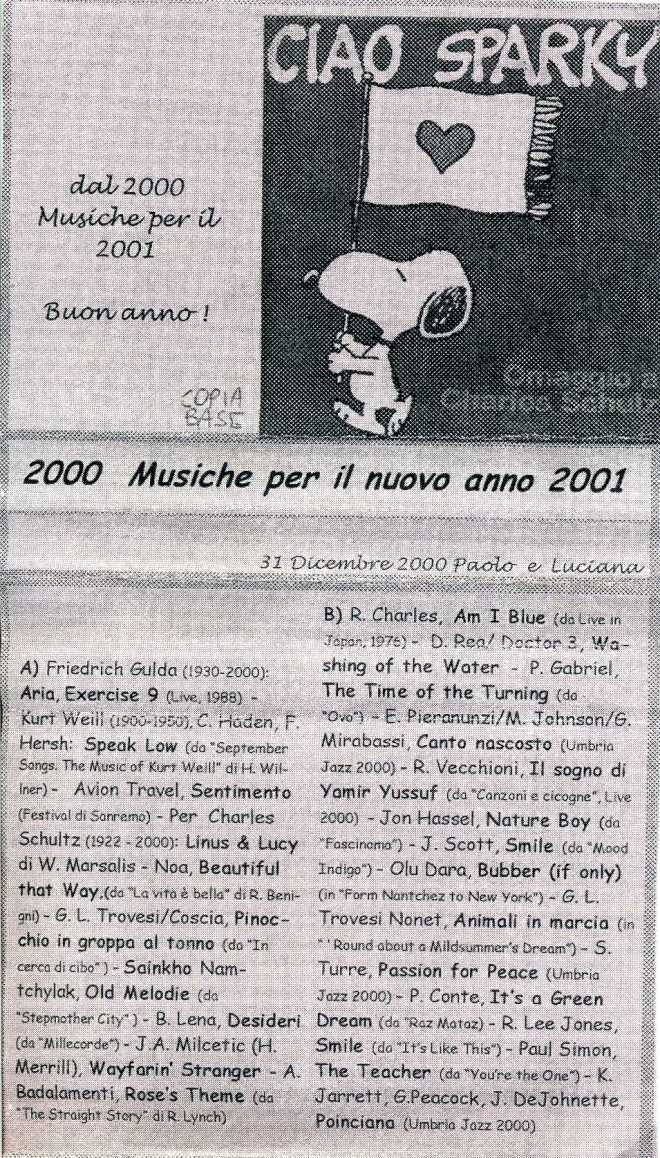 CIAO SPARKY
dal 2000
Musiche per il
2001
Buon anno !
COPIA
BASE
Omaggio a
Charles Schulz
2000 Musiche per il nuovo anno 2001
31 Dicembre 2000 Paolo e Luciana
A) Friedrich Gulda (1930-2000):
Aria, Exercise 9 (Live, 1988) -
Kurt Weill (1900-1950), C. Haden, F.
Hersh: Speak Low (da "September
Songs. The Music of Kurt Weill" di H. Wil-
lner) - Avion Travel, Sentimento
(Festival di Sanremo) - Per Charles
Schultz (1922 - 2000): Linus & Lucy
di W. Marsalis - Noa, Beautiful
that Way.(da "La vita è bella" di R. Beni-
gni) - G. L. Trovesi/Coscia, Pinoc-
chio in groppa al tonno (da "In
cerca di cibo" ) - Sainkho Nam-
tchylak, Old Melodie (da
"Stepmother City" ) - B. Lena, Desideri
(da "Millecorde") - J.A. Milcetic (H.
Merrill), Wayfarin' Stranger - A.
Badalamenti, Rose's Theme (da
"The Straight Story" di R. Lynch)
B) R. Charles, Am I Blue (da Live in
Japan, 1976) - D. Rea/ Doctor 3, Wa-
shing of the Water - P. Gabriel,
The Time of the Turning (da
"Ovo") - E. Pieranunzi/M. Johnson/G.
Mirabassi, Canto nascosto (Umbria
Jazz 2000) - R. Vecchioni, Il sogno di
Yamir Yussuf (da "Canzoni e cicogne", Live
2000) - Jon Hassel, Nature Boy (da
"Fascinoma") - J. Scott, Smile (da "Mood
Indigo") - Olu Dara, Bubber (if only)
(in "Form Nantchez to New York") - G. L.
Trovesi Nonet, Animali in marcia (in
" ' Round about a Mildsummer's Dream") - S.
Turre, Passion for Peace (Umbria
Jazz 2000) - P. Conte, It's a Green
Dream (da "Raz Mataz) - R. Lee Jones,
Smile (da "It's Like This") - Paul Simon,
The Teacher (da "You're the One") - K.
Jarrett, G.Peacock, J. DeJohnette,
Poinciana (Umbria Jazz 2000)